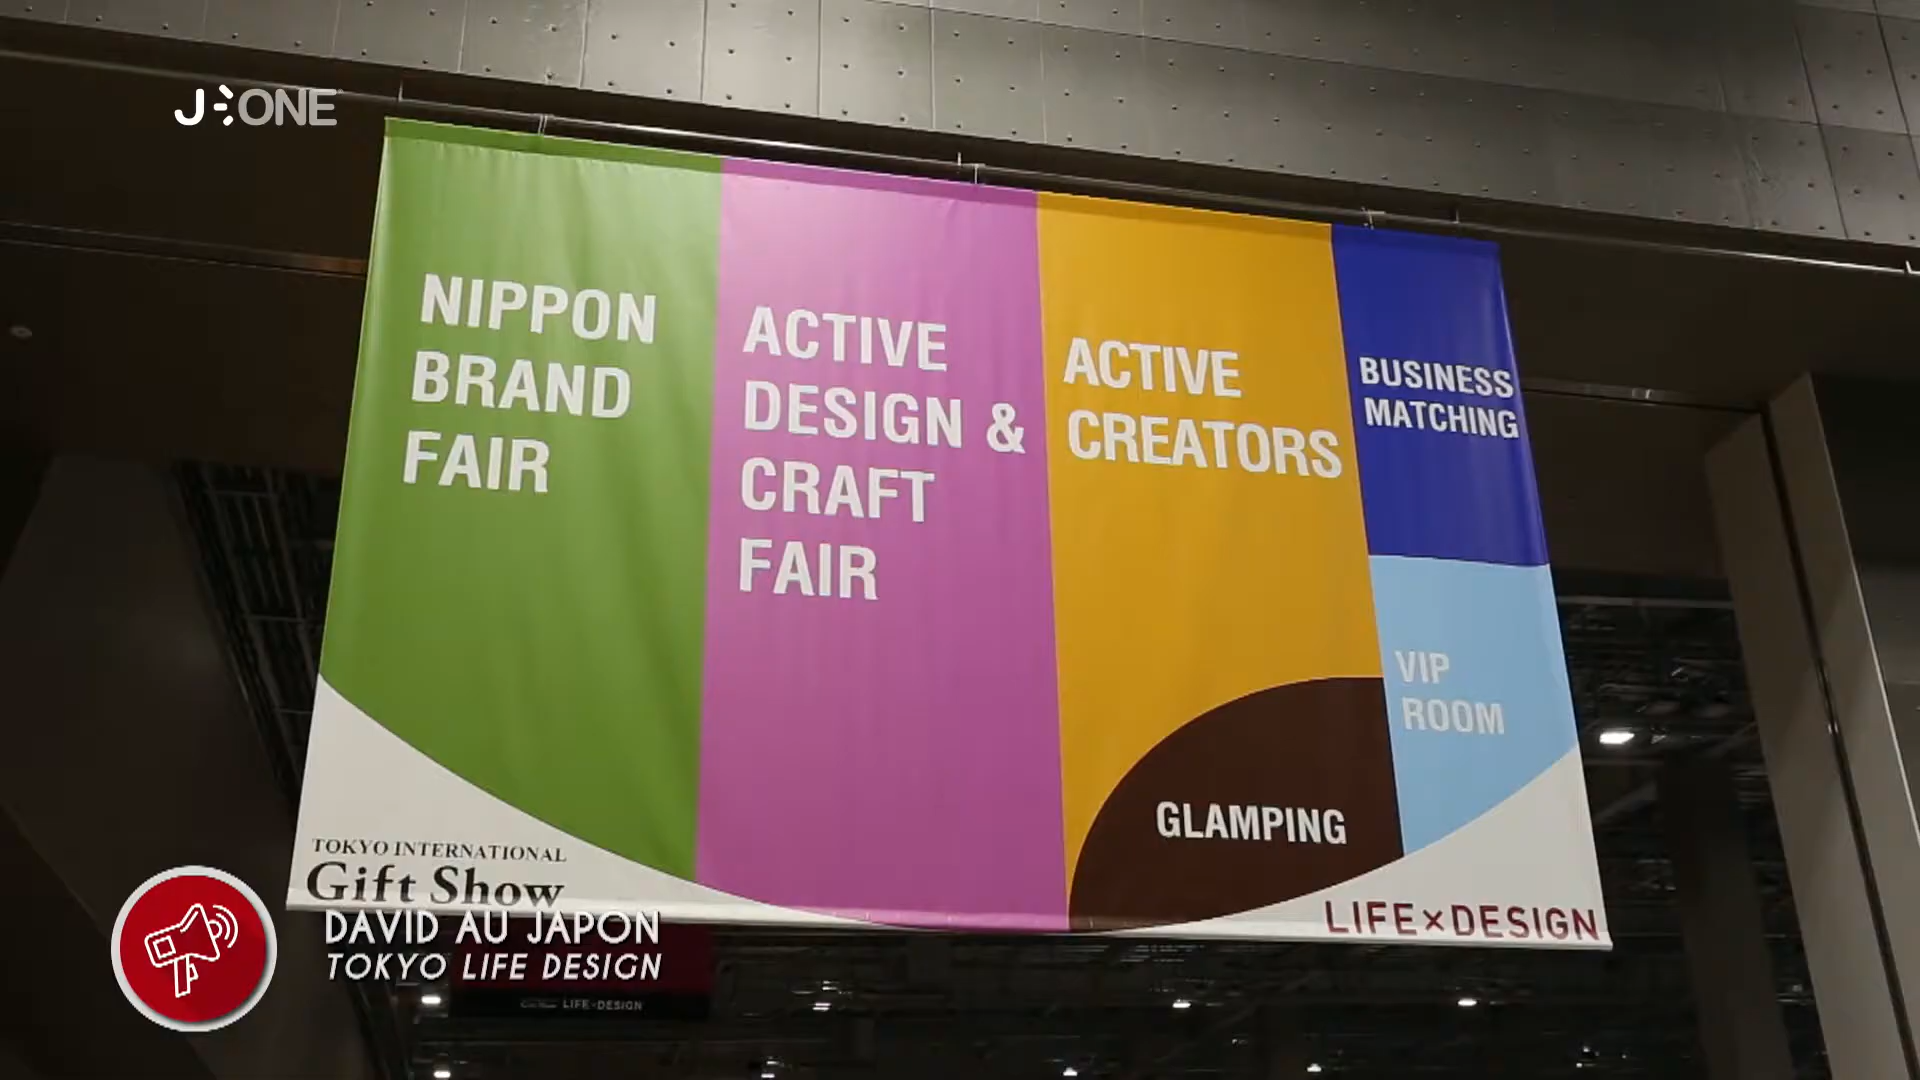 J:ONE
NIPPON
BRAND
FAIR
ACTIVE
DESIGN &
CRAFT
FAIR
ACTIVE
CREATORS
BUSINESS
MATCHING
VIP
ROOM
GLAMPING
TOKYO INTERNATIONAL
Gift Show
LIFE×DESIGN
DAVID AU JAPON
TOKYO LIFE DESIGN
LIFE×DESIGN